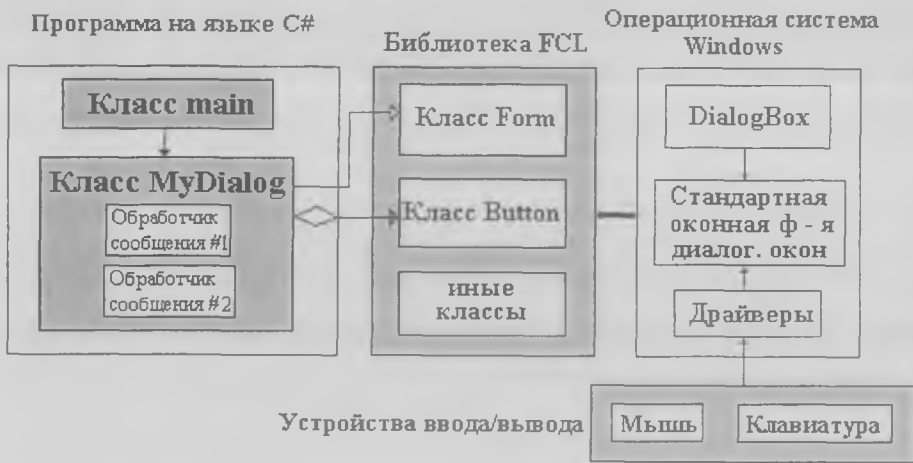 Программа на языке C#
Библиотека FCL
Операционная система
Windows
Класс main
Класс MyDialog
Обработчик
сообщения #1
Обработчик
сообщения #2
Класс Form
Класс Button
иные
классы
DialogBox
Стандартная
оконная ф - я
диалог. окон
Драйверы
Устройства ввода/вывода
Мышь
Клавиатура